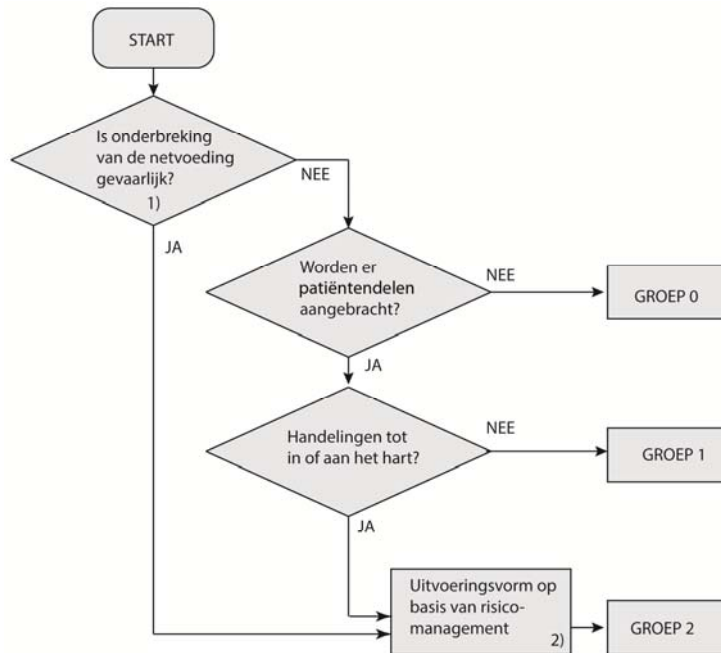 START
Is onderbreking
van de netvoeding
gevaarlijk?
1)
NEE
JA
Worden er
patiëntendelen
aangebracht?
NEE
GROEP 0
JA
Handelingen tot
in of aan het hart?
NEE
GROEP 1
JA
Uitvoeringsvorm op
basis van risico-
management
2)
GROEP 2